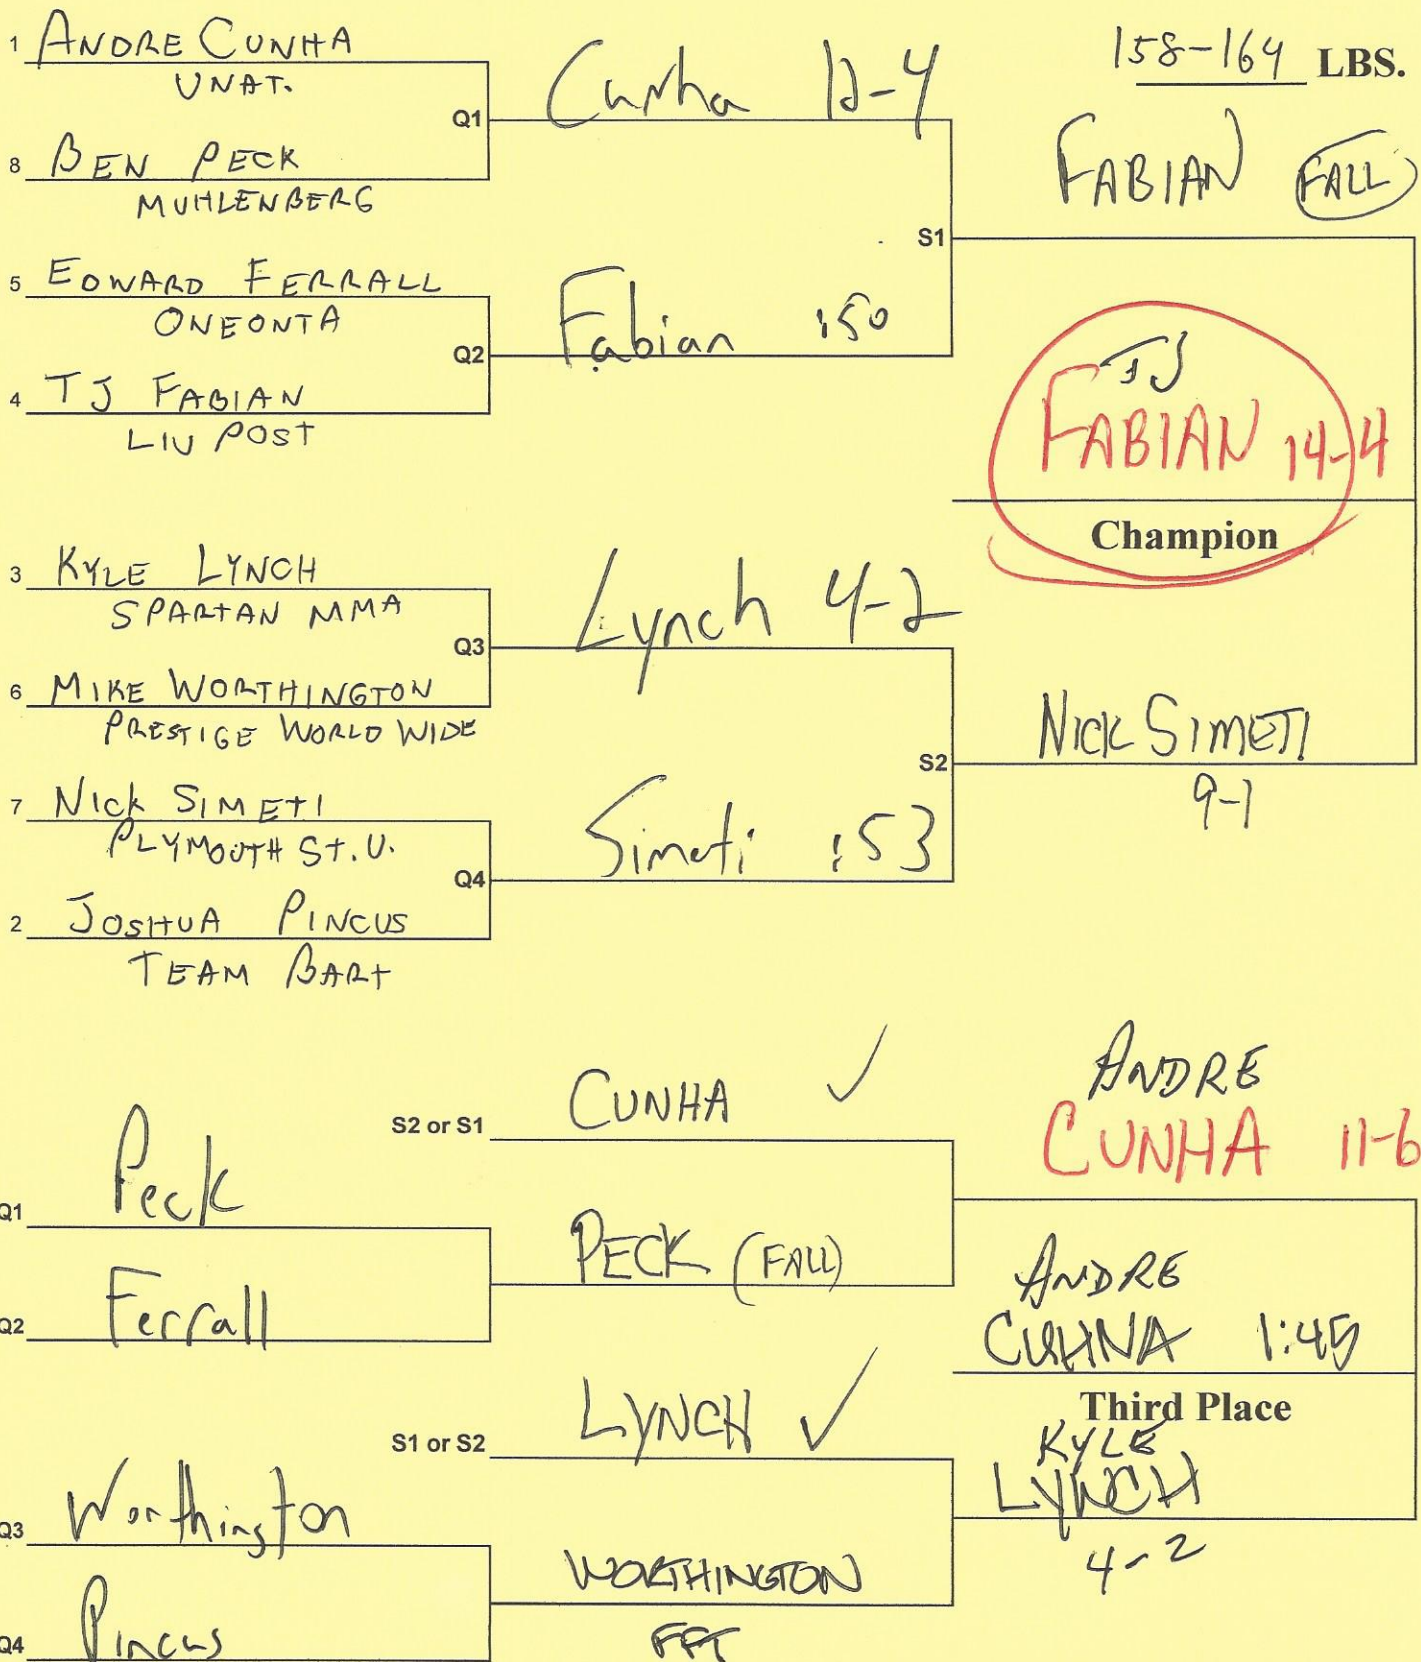 1 ANDRE CUNHA
UNAT.
Q1
8 BEN PECK
MUHLENBERG
5 EDWARD FERRALL
ONEONTA
Q2
4 TJ FABIAN
LIU POST
3 KYLE LYNCH
SPARTAN MMA
Q3
6 MIKE WORTHINGTON
PRESTIGE WORLD WIDE
7 NICK SIMETI
PLYMOUTH ST. U.
Q4
2 JOSHUA PINCUS
TEAM BART
Cunha 12-4
S1
Fabian :50
Lynch 4-2
S2
Simeti :53
158-164 LBS.
FABIAN (FALL)
TJ
FABIAN 14-4
Champion
NICK SIMETI
9-1
Q1 Peck
Q2 Ferrall
Q3 Worthington
Q4 Pincus
S2 or S1 CUNHA ✓
PECK (FALL)
S1 or S2 LYNCH ✓
WORTHINGTON
FFT
ANDRE
CUNHA 11-6
ANDRE
CUHNA 1:45
Third Place
KYLE
LYNCH
4-2